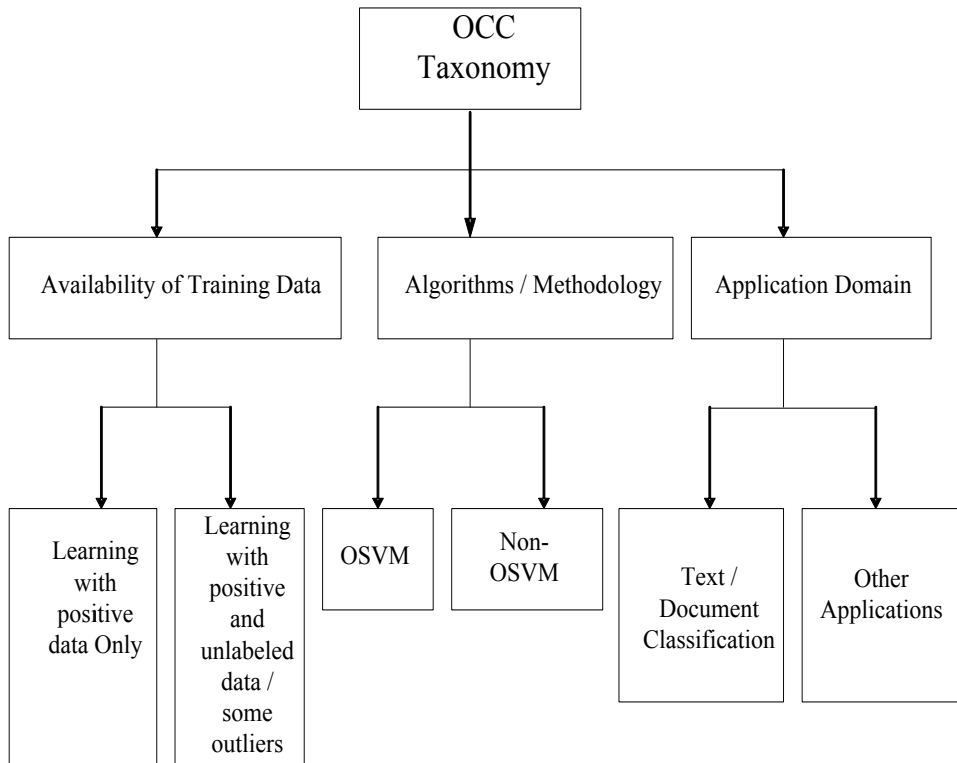 OCC
Taxonomy
Availability of Training Data
Algorithms / Methodology
Application Domain
Learning
with
positive
data Only
Learning
with
positive
and
unlabeled
data /
some
outliers
OSVM
Non-
OSVM
Text /
Document
Classification
Other
Applications